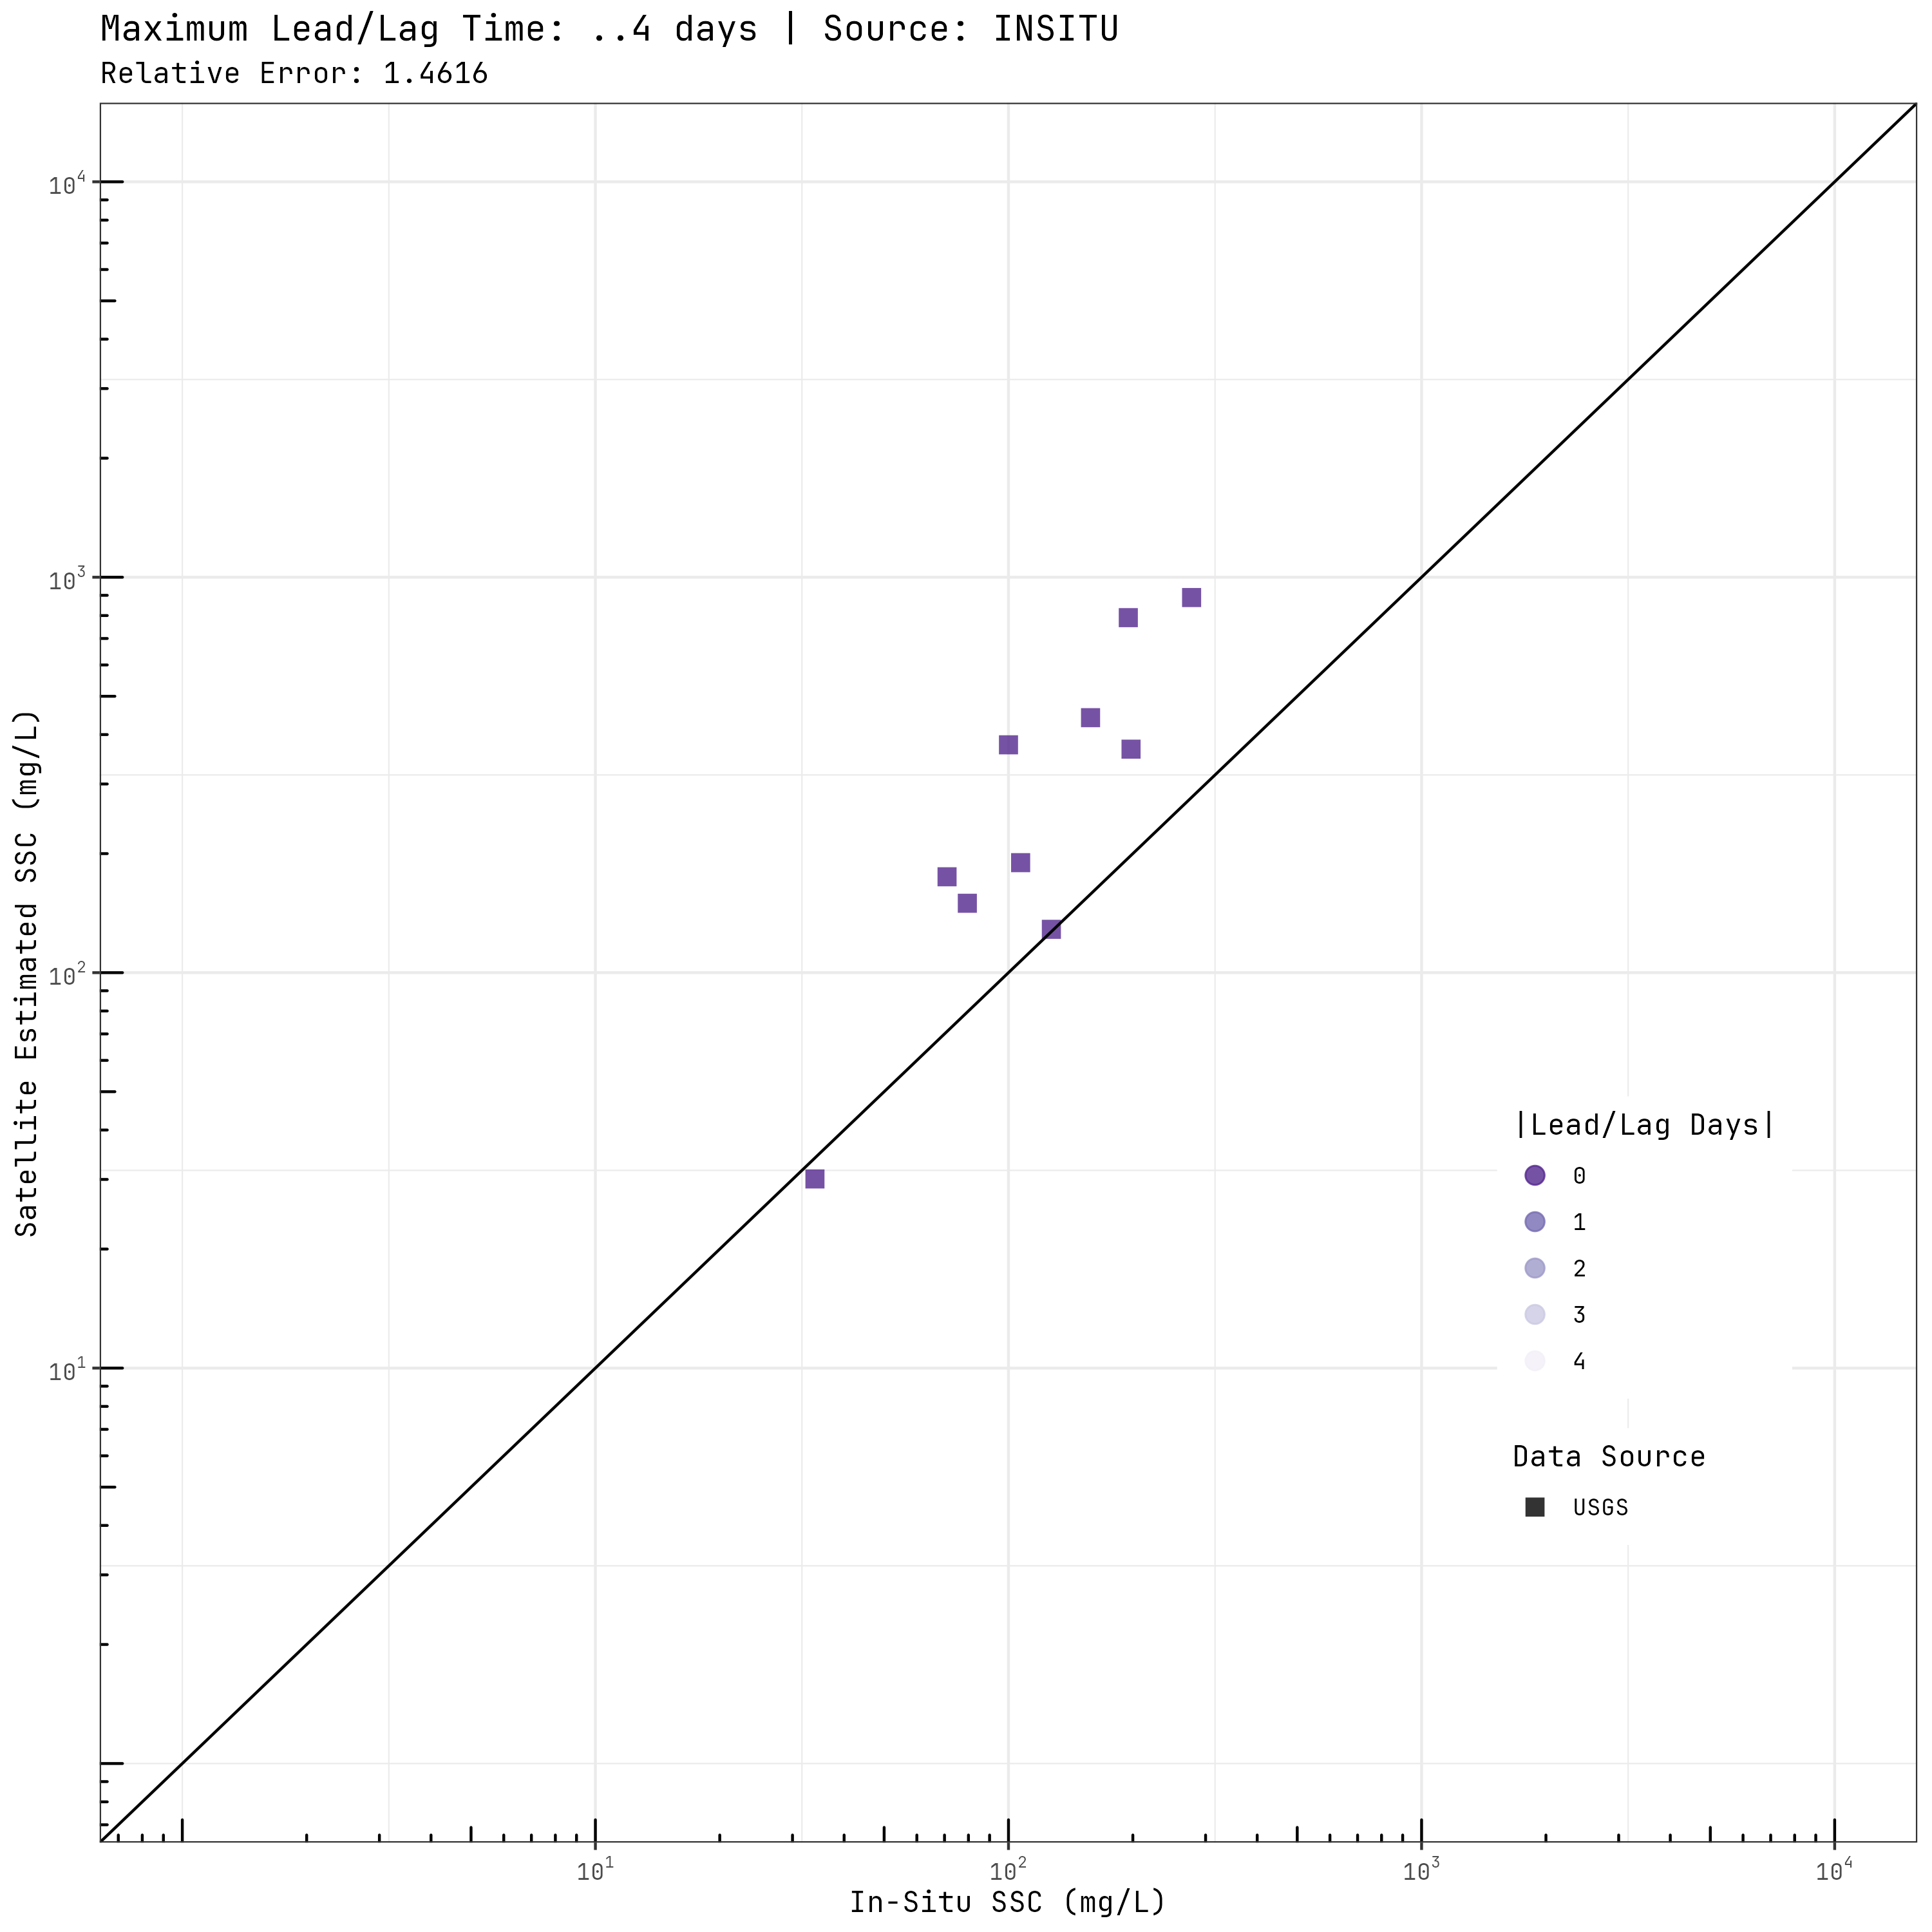 Maximum Lead/Lag Time: ..4 days | Source: INSITU
Relative Error: 1.4616
Satellite Estimated SSC (mg/L)
10⁴
10³
10²
10¹
|Lead/Lag Days|
0
1
2
3
4
Data Source
USGS
10¹ 10² 10³ 10⁴
In-Situ SSC (mg/L)